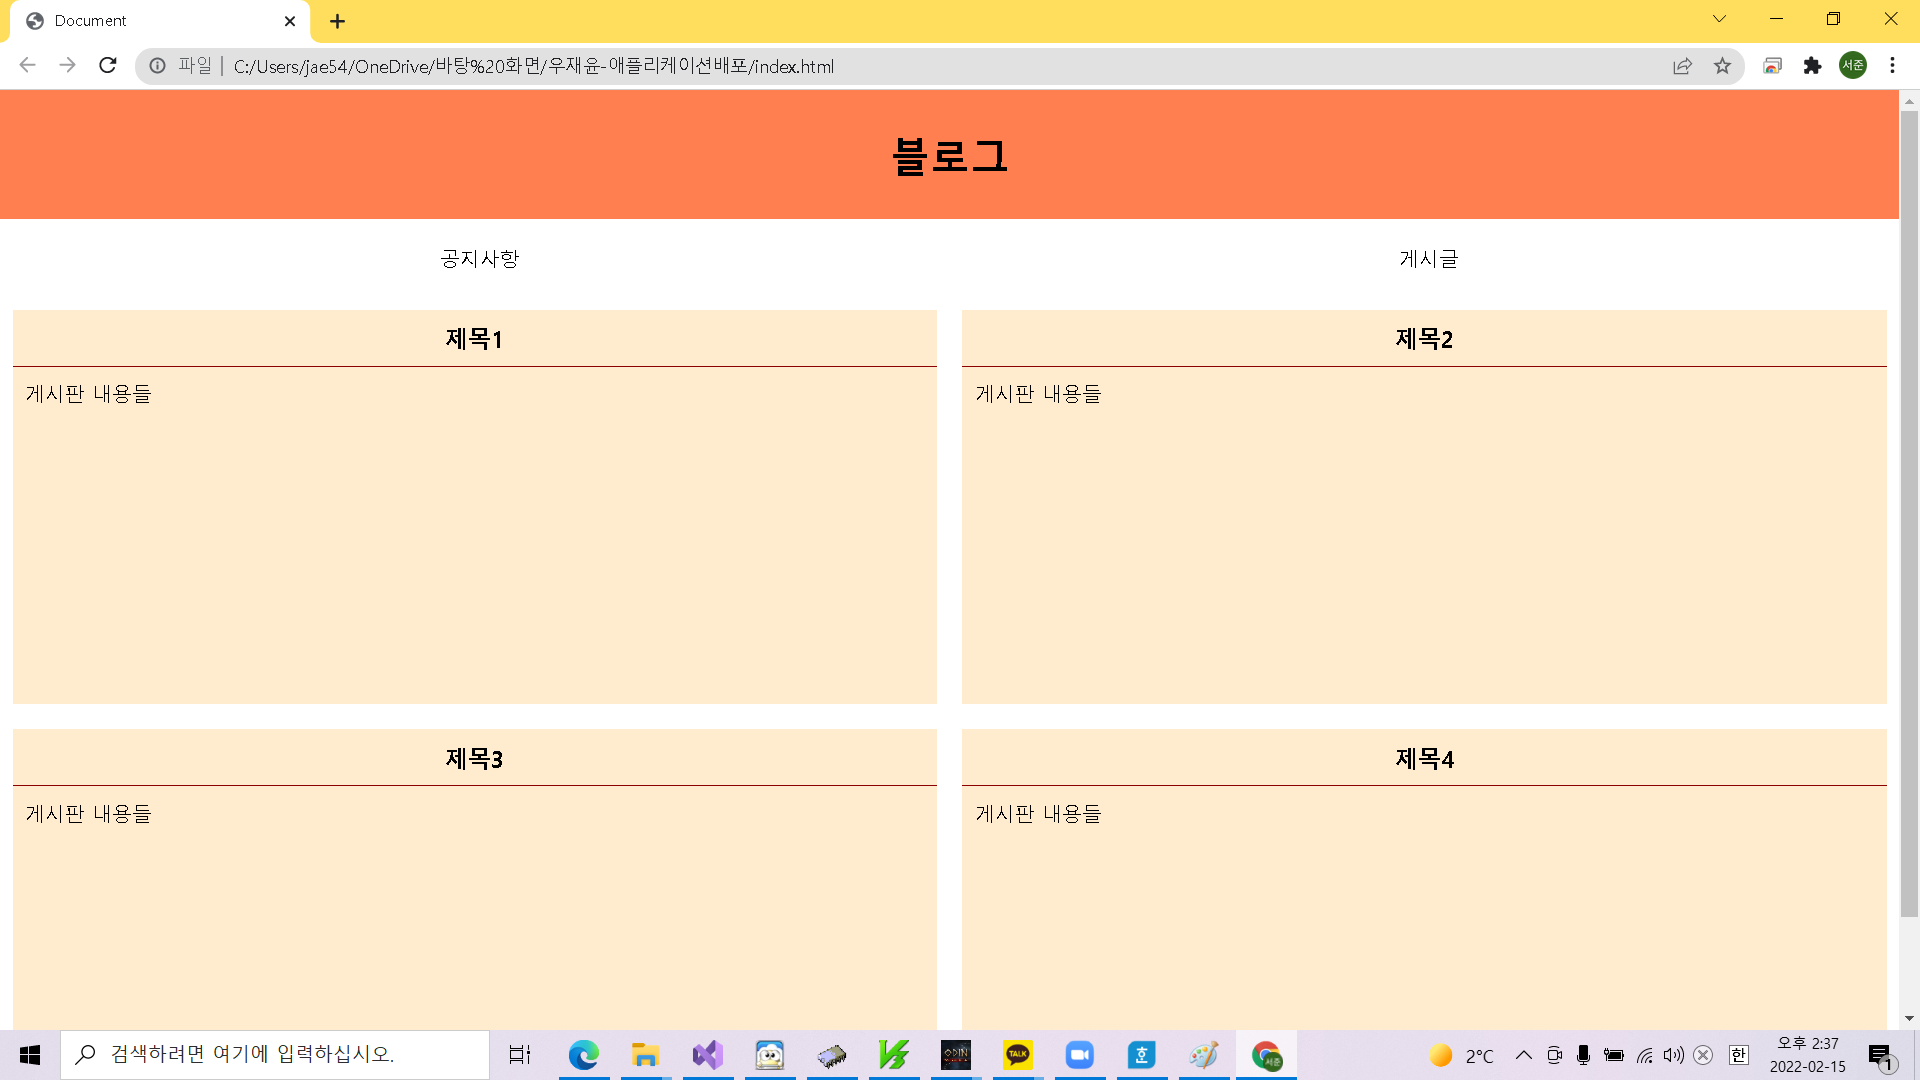 Document
파일 | C:/Users/jae54/OneDrive/바탕%20화면/우재윤-애플리케이션배포/index.html
서준
블로그
공지사항 게시글
제목1 제목2
게시판 내용들 게시판 내용들
제목3 제목4
게시판 내용들 게시판 내용들
검색하려면 여기에 입력하십시오.
ODIN
TALK
호
서준
2°C
한
오후 2:37
2022-02-15
1